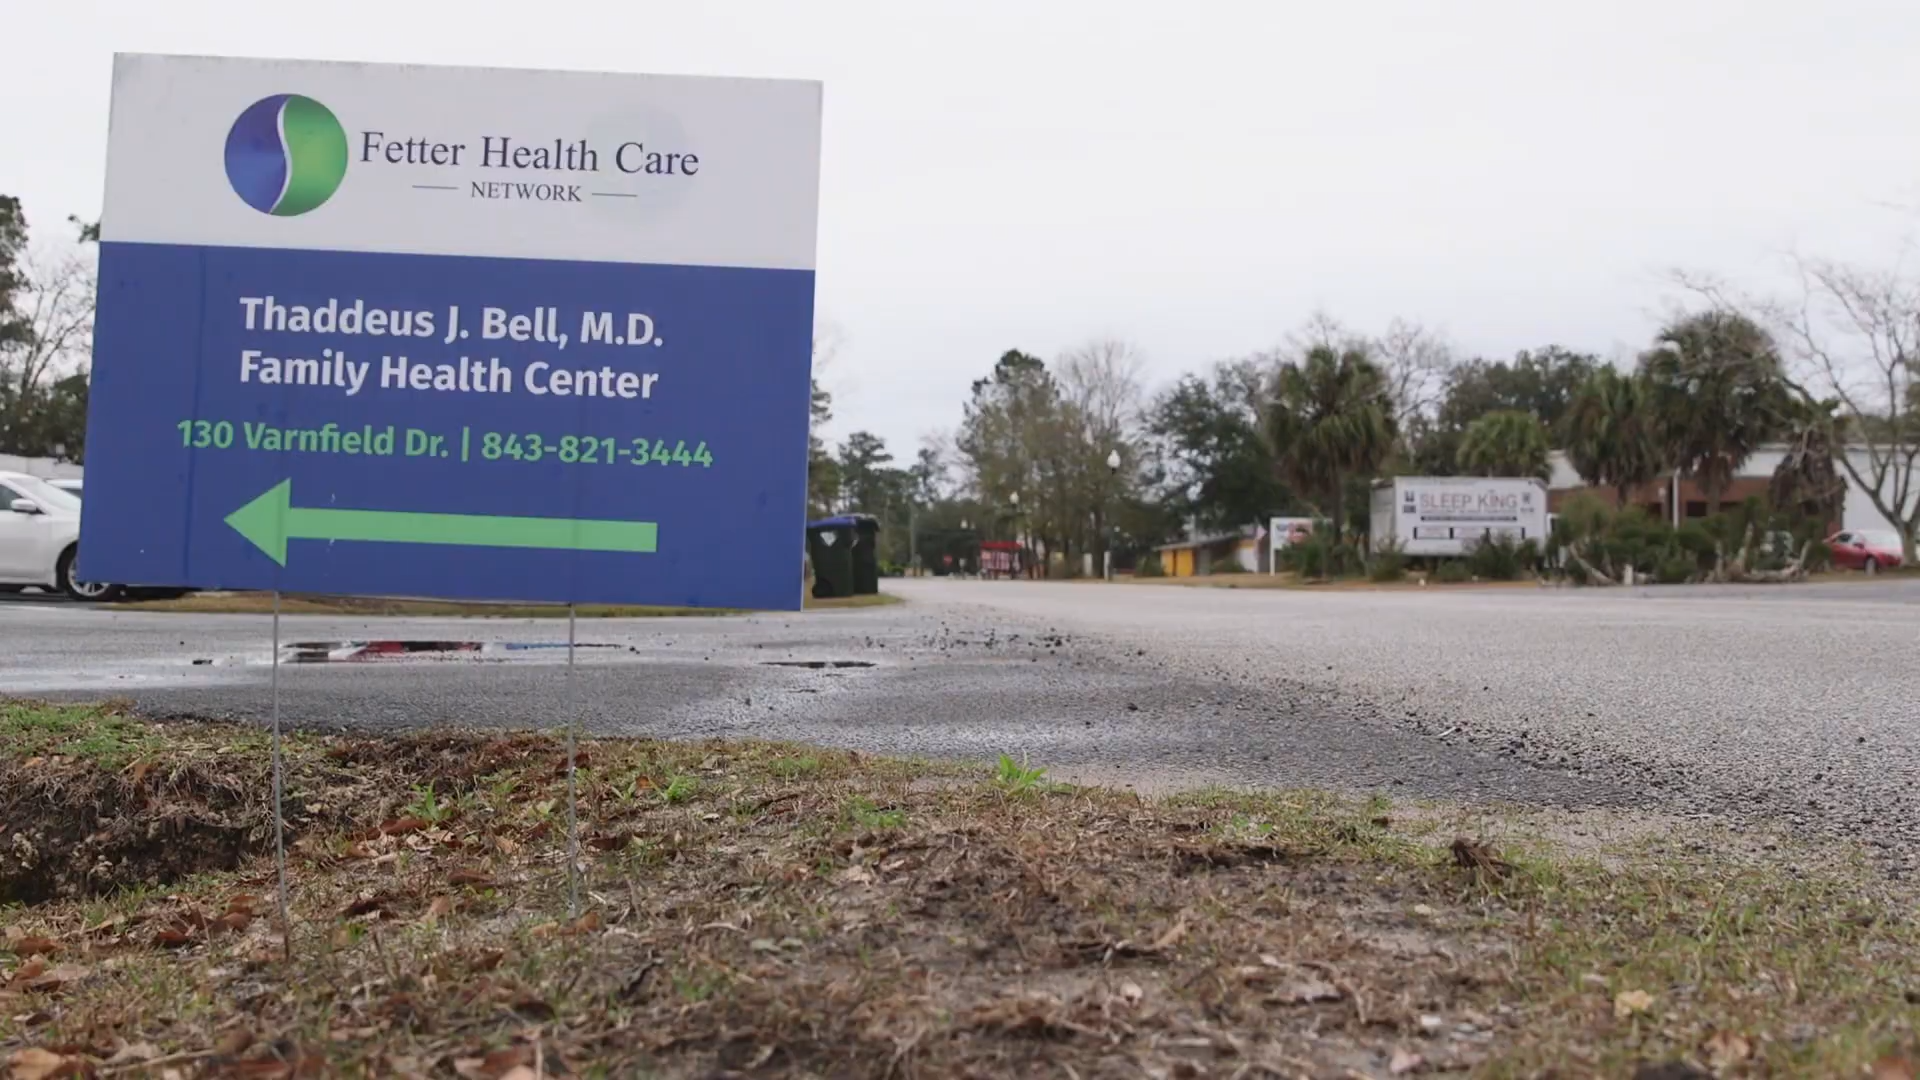 Fetter Health Care
NETWORK
Thaddeus J. Bell, M.D.
Family Health Center
130 Varnfield Dr. | 843-821-3444
SLEEP KING